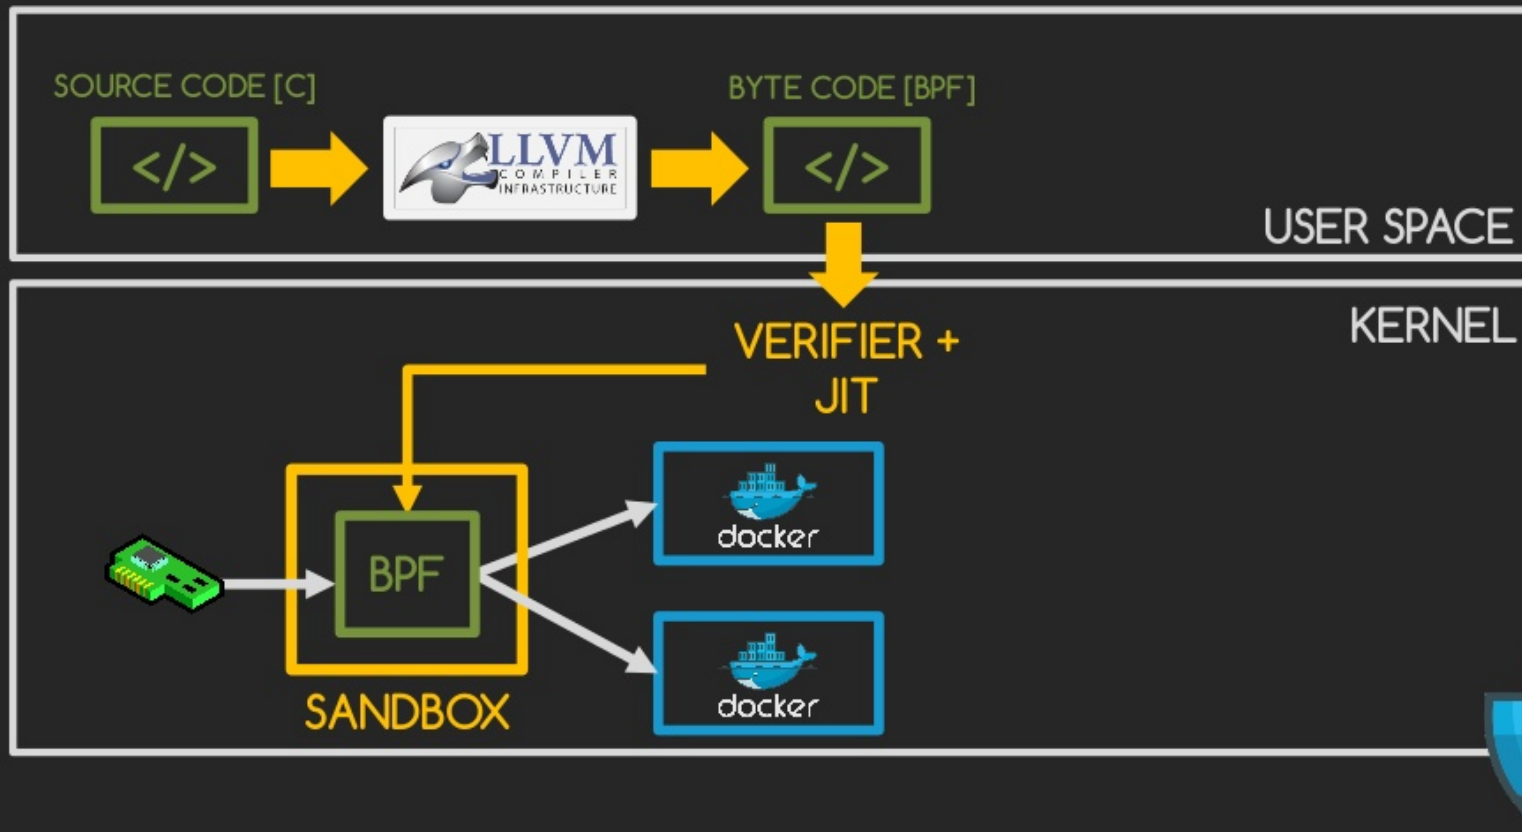 SOURCE CODE [C]
BYTE CODE [BPF]
</>
LLVM
COMPILER
INFRASTRUCTURE
</>
USER SPACE
KERNEL
VERIFIER +
JIT
docker
BPF
docker
SANDBOX